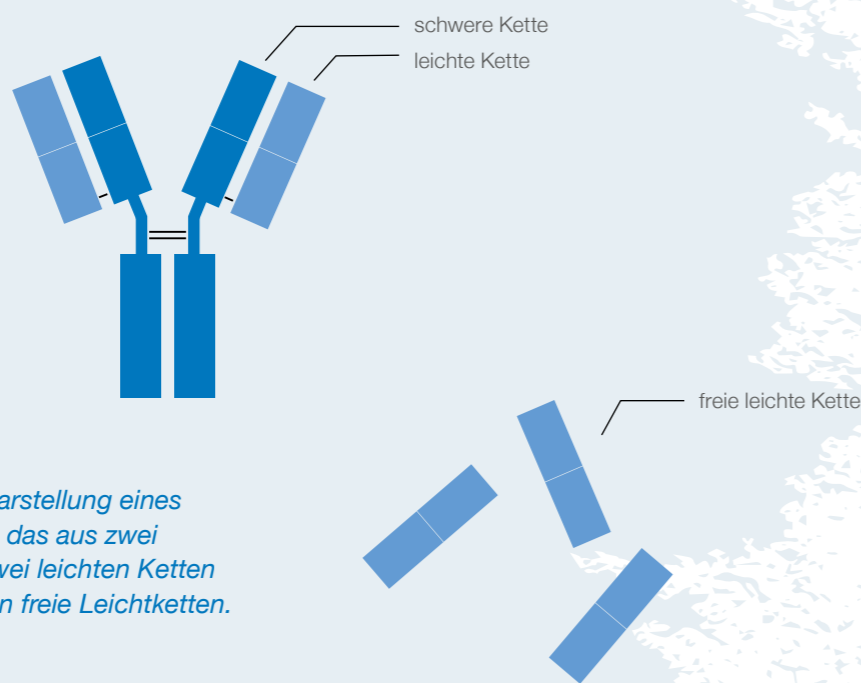 schwere Kette
leichte Kette
freie leichte Kette
arstellung eines
das aus zwei
wei leichten Ketten
n freie Leichtketten.